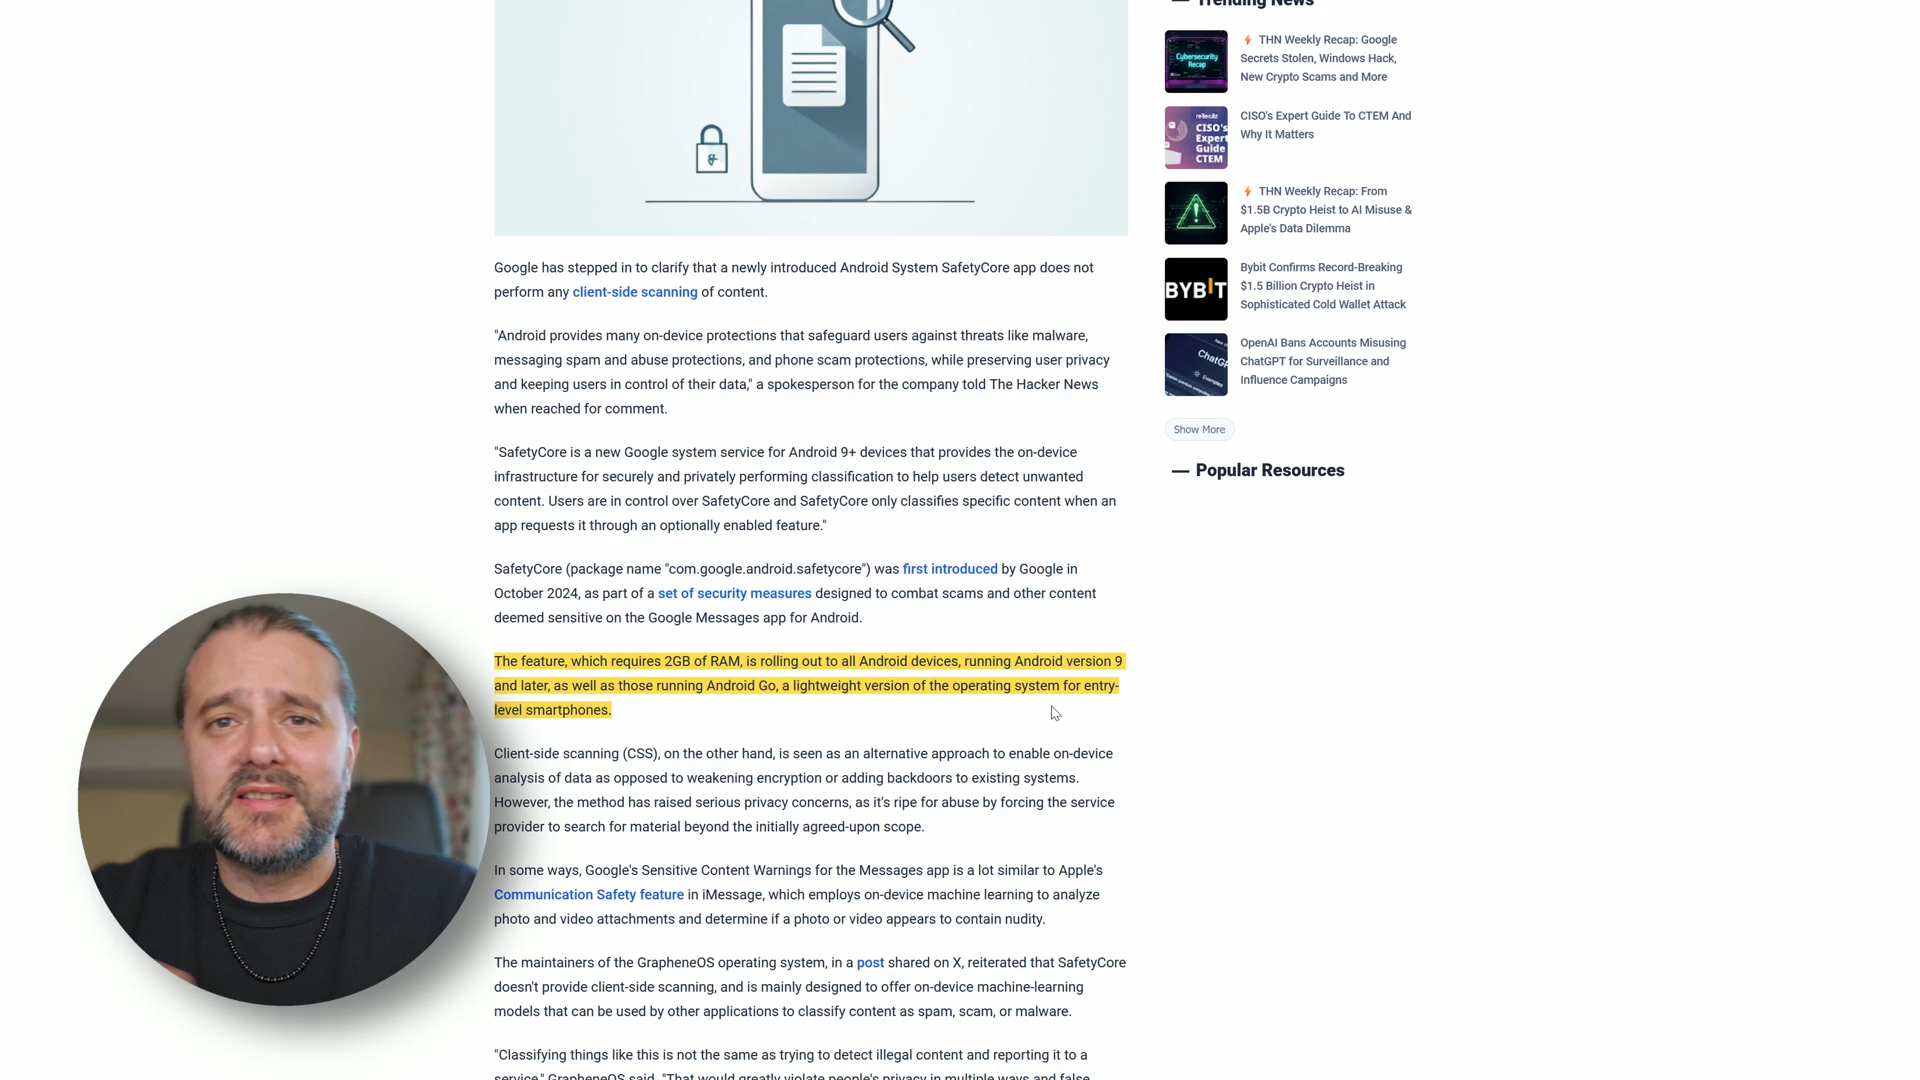 Trending News
THN Weekly Recap: Google
Secrets Stolen, Windows Hack,
New Crypto Scams and More
Cybersecurity
Recap
CISO's Expert Guide To CTEM And
Why It Matters
CISO's
Expert
Guide
CTEM
THN Weekly Recap: From
$1.5B Crypto Heist to AI Misuse &
Apple's Data Dilemma
Bybit Confirms Record-Breaking
$1.5 Billion Crypto Heist in
Sophisticated Cold Wallet Attack
BYBIT
OpenAI Bans Accounts Misusing
ChatGPT for Surveillance and
Influence Campaigns
Show More
Popular Resources
Google has stepped in to clarify that a newly introduced Android System SafetyCore app does not
perform any client-side scanning of content.
"Android provides many on-device protections that safeguard users against threats like malware,
messaging spam and abuse protections, and phone scam protections, while preserving user privacy
and keeping users in control of their data," a spokesperson for the company told The Hacker News
when reached for comment.
"SafetyCore is a new Google system service for Android 9+ devices that provides the on-device
infrastructure for securely and privately performing classification to help users detect unwanted
content. Users are in control over SafetyCore and SafetyCore only classifies specific content when an
app requests it through an optionally enabled feature."
SafetyCore (package name "com.google.android.safetycore") was first introduced by Google in
October 2024, as part of a set of security measures designed to combat scams and other content
deemed sensitive on the Google Messages app for Android.
The feature, which requires 2GB of RAM, is rolling out to all Android devices, running Android version 9
and later, as well as those running Android Go, a lightweight version of the operating system for entry-
level smartphones.
Client-side scanning (CSS), on the other hand, is seen as an alternative approach to enable on-device
analysis of data as opposed to weakening encryption or adding backdoors to existing systems.
However, the method has raised serious privacy concerns, as it's ripe for abuse by forcing the service
provider to search for material beyond the initially agreed-upon scope.
In some ways, Google's Sensitive Content Warnings for the Messages app is a lot similar to Apple's
Communication Safety feature in iMessage, which employs on-device machine learning to analyze
photo and video attachments and determine if a photo or video appears to contain nudity.
The maintainers of the GrapheneOS operating system, in a post shared on X, reiterated that SafetyCore
doesn't provide client-side scanning, and is mainly designed to offer on-device machine-learning
models that can be used by other applications to classify content as spam, scam, or malware.
"Classifying things like this is not the same as trying to detect illegal content and reporting it to a
service," GrapheneOS said. "That would greatly violate people's privacy in multiple ways and false